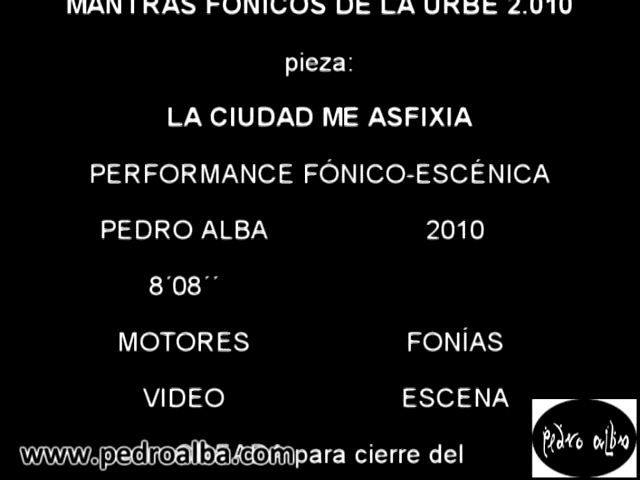 MANTRAS FÓNICOS DE LA URBE 2.010
pieza:
LA CIUDAD ME ASFIXIA
PERFORMANCE FÓNICO-ESCÉNICA
PEDRO ALBA 2010
8´08´´
MOTORES FONÍAS
VIDEO ESCENA
www.pedroalba.com para cierre del
pedro alba